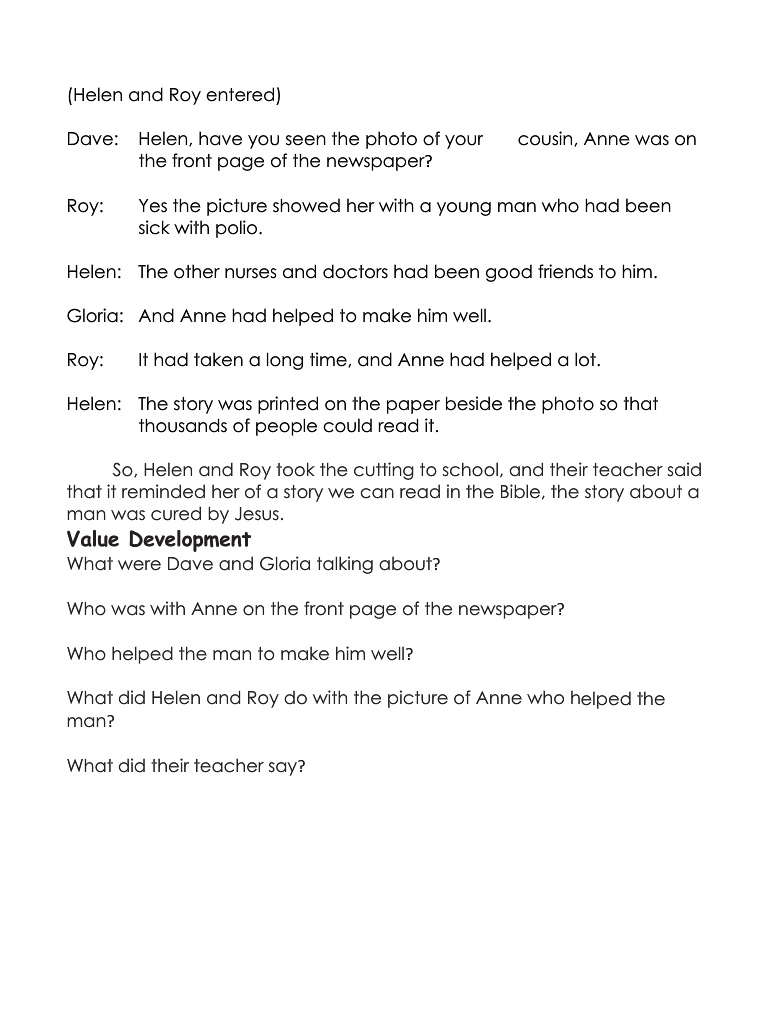 (Helen and Roy entered)
Dave: Helen, have you seen the photo of your cousin, Anne was on
the front page of the newspaper?
Roy: Yes the picture showed her with a young man who had been
sick with polio.
Helen: The other nurses and doctors had been good friends to him.
Gloria: And Anne had helped to make him well.
Roy: It had taken a long time, and Anne had helped a lot.
Helen: The story was printed on the paper beside the photo so that
thousands of people could read it.
So, Helen and Roy took the cutting to school, and their teacher said
that it reminded her of a story we can read in the Bible, the story about a
man was cured by Jesus.
Value Development
What were Dave and Gloria talking about?
Who was with Anne on the front page of the newspaper?
Who helped the man to make him well?
What did Helen and Roy do with the picture of Anne who helped the
man?
What did their teacher say?